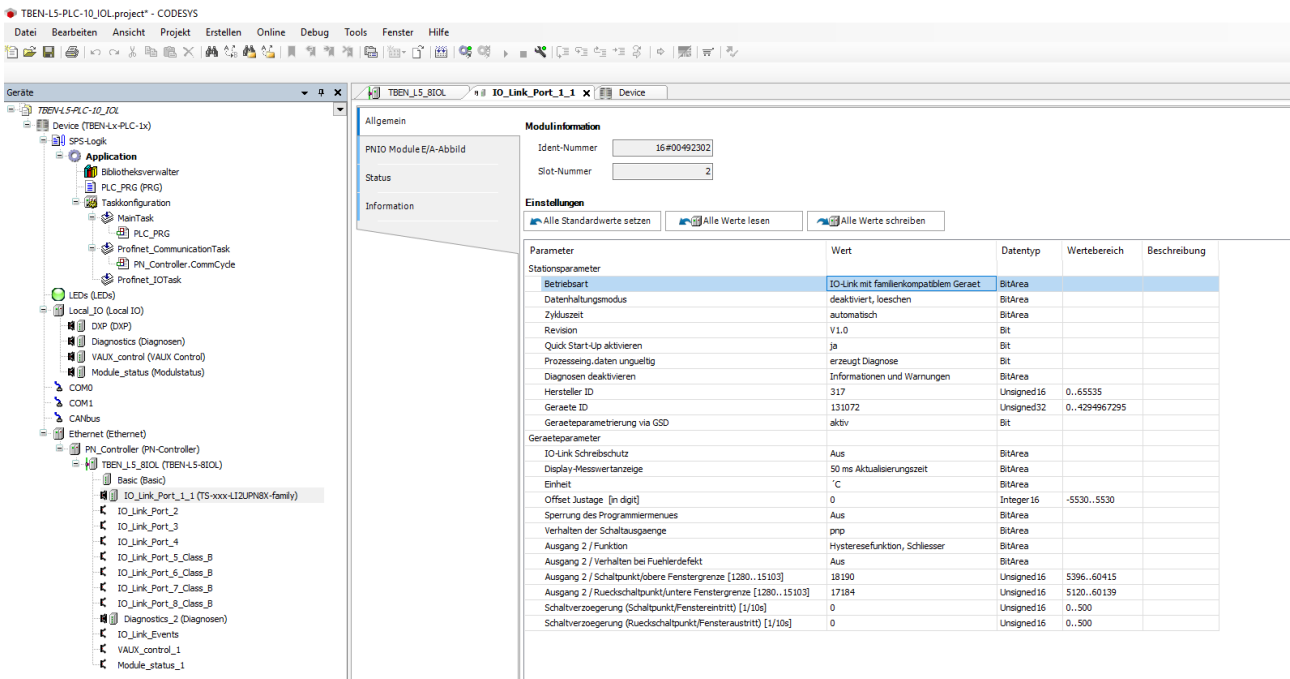 TBEN-L5-PLC-10_IOL.project* - CODESYS
Datei Bearbeiten Ansicht Projekt Erstellen Online Debug Tools Fenster Hilfe
Geräte
TBEN-L5-PLC-10_IOL
Device (TBEN-Lx-PLC-1x)
SPS-Logik
Application
Bibliotheksverwalter
PLC_PRG (PRG)
Taskkonfiguration
MainTask
PLC_PRG
Profinet_CommunicationTask
PN_Controller.CommCycle
Profinet_IOTask
LEDs (LEDs)
Local_IO (Local IO)
DXP (DXP)
Diagnostics (Diagnosen)
VAUX_control (VAUX Control)
Module_status (Modulstatus)
COM0
COM1
CANbus
Ethernet (Ethernet)
PN_Controller (PN-Controller)
TBEN_L5_8IOL (TBEN-L5-8IOL)
Basic (Basic)
IO_Link_Port_1_1 (TS-xxx-LI2UPN8X-family)
IO_Link_Port_2
IO_Link_Port_3
IO_Link_Port_4
IO_Link_Port_5_Class_B
IO_Link_Port_6_Class_B
IO_Link_Port_7_Class_B
IO_Link_Port_8_Class_B
Diagnostics_2 (Diagnosen)
IO_Link_Events
VAUX_control_1
Module_status_1
TBEN_L5_8IOL IO_Link_Port_1_1 Device
Allgemein
PNIO Module E/A-Abbild
Status
Information
Modulinformation
Ident-Nummer 16#00492302
Slot-Nummer 2
Einstellungen
Alle Standardwerte setzen Alle Werte lesen Alle Werte schreiben
Parameter Wert Datentyp Wertebereich Beschreibung
Stationsparameter
Betriebsart IO-Link mit familienkompatiblem Geraet BitArea
Datenhaltungsmodus deaktiviert, loeschen BitArea
Zykluszeit automatisch BitArea
Revision V1.0 Bit
Quick Start-Up aktivieren ja Bit
Prozesseing.daten ungueltig erzeugt Diagnose Bit
Diagnosen deaktivieren Informationen und Warnungen BitArea
Hersteller ID 317 Unsigned16 0..65535
Geraete ID 131072 Unsigned32 0..4294967295
Geraeteparametrierung via GSD aktiv Bit
Geraeteparameter
IO-Link Schreibschutz Aus BitArea
Display-Messwertanzeige 50 ms Aktualisierungszeit BitArea
Einheit ´C BitArea
Offset Justage [in digit] 0 Integer16 -5530..5530
Sperrung des Programmiermenues Aus BitArea
Verhalten der Schaltausgaenge pnp BitArea
Ausgang 2 / Funktion Hysteresefunktion, Schliesser BitArea
Ausgang 2 / Verhalten bei Fuehlerdefekt Aus BitArea
Ausgang 2 / Schaltpunkt/obere Fenstergrenze [1280..15103] 18190 Unsigned16 5396..60415
Ausgang 2 / Rueckschaltpunkt/untere Fenstergrenze [1280..15103] 17184 Unsigned16 5120..60139
Schaltverzoegerung (Schaltpunkt/Fenstereintritt) [1/10s] 0 Unsigned16 0..500
Schaltverzoegerung (Rueckschaltpunkt/Fensteraustritt) [1/10s] 0 Unsigned16 0..500